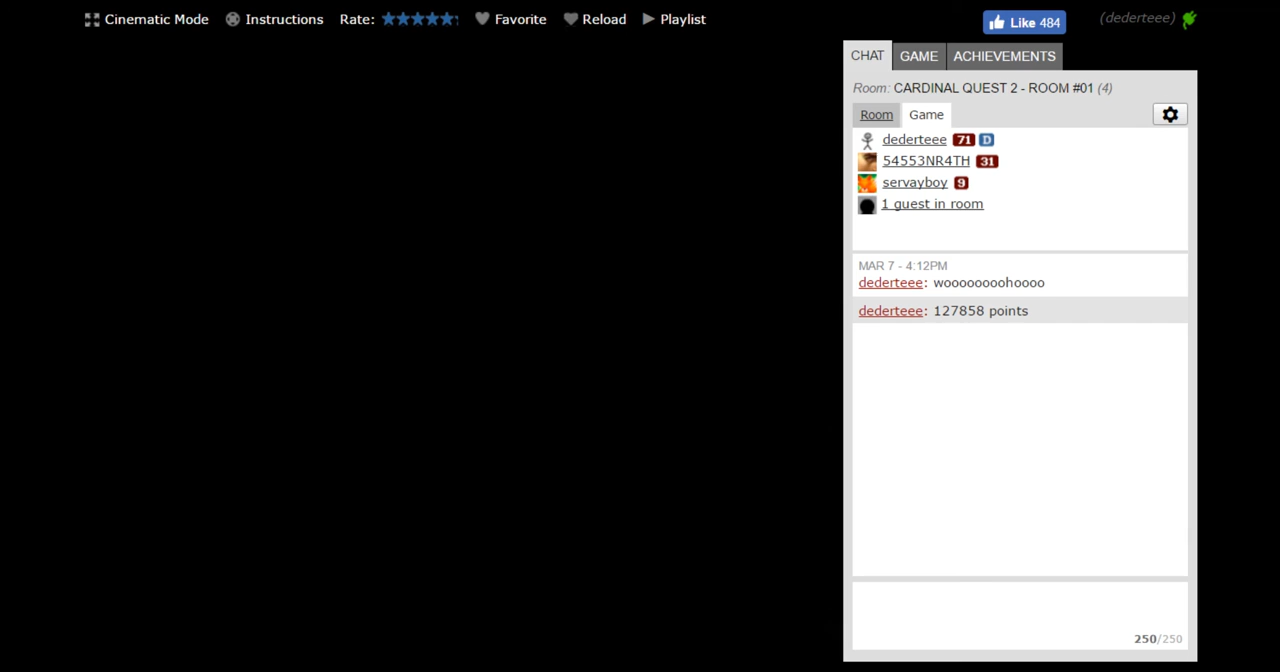 Cinematic Mode Instructions Rate: Favorite Reload Playlist Like 484 (dederteee)
CHAT GAME ACHIEVEMENTS
Room: CARDINAL QUEST 2 - ROOM #01 (4)
Room Game
dederteee 71 D
54553NR4TH 31
servayboy 9
1 guest in room
MAR 7 - 4:12PM
dederteee: woooooooohoooo
dederteee: 127858 points
250/250